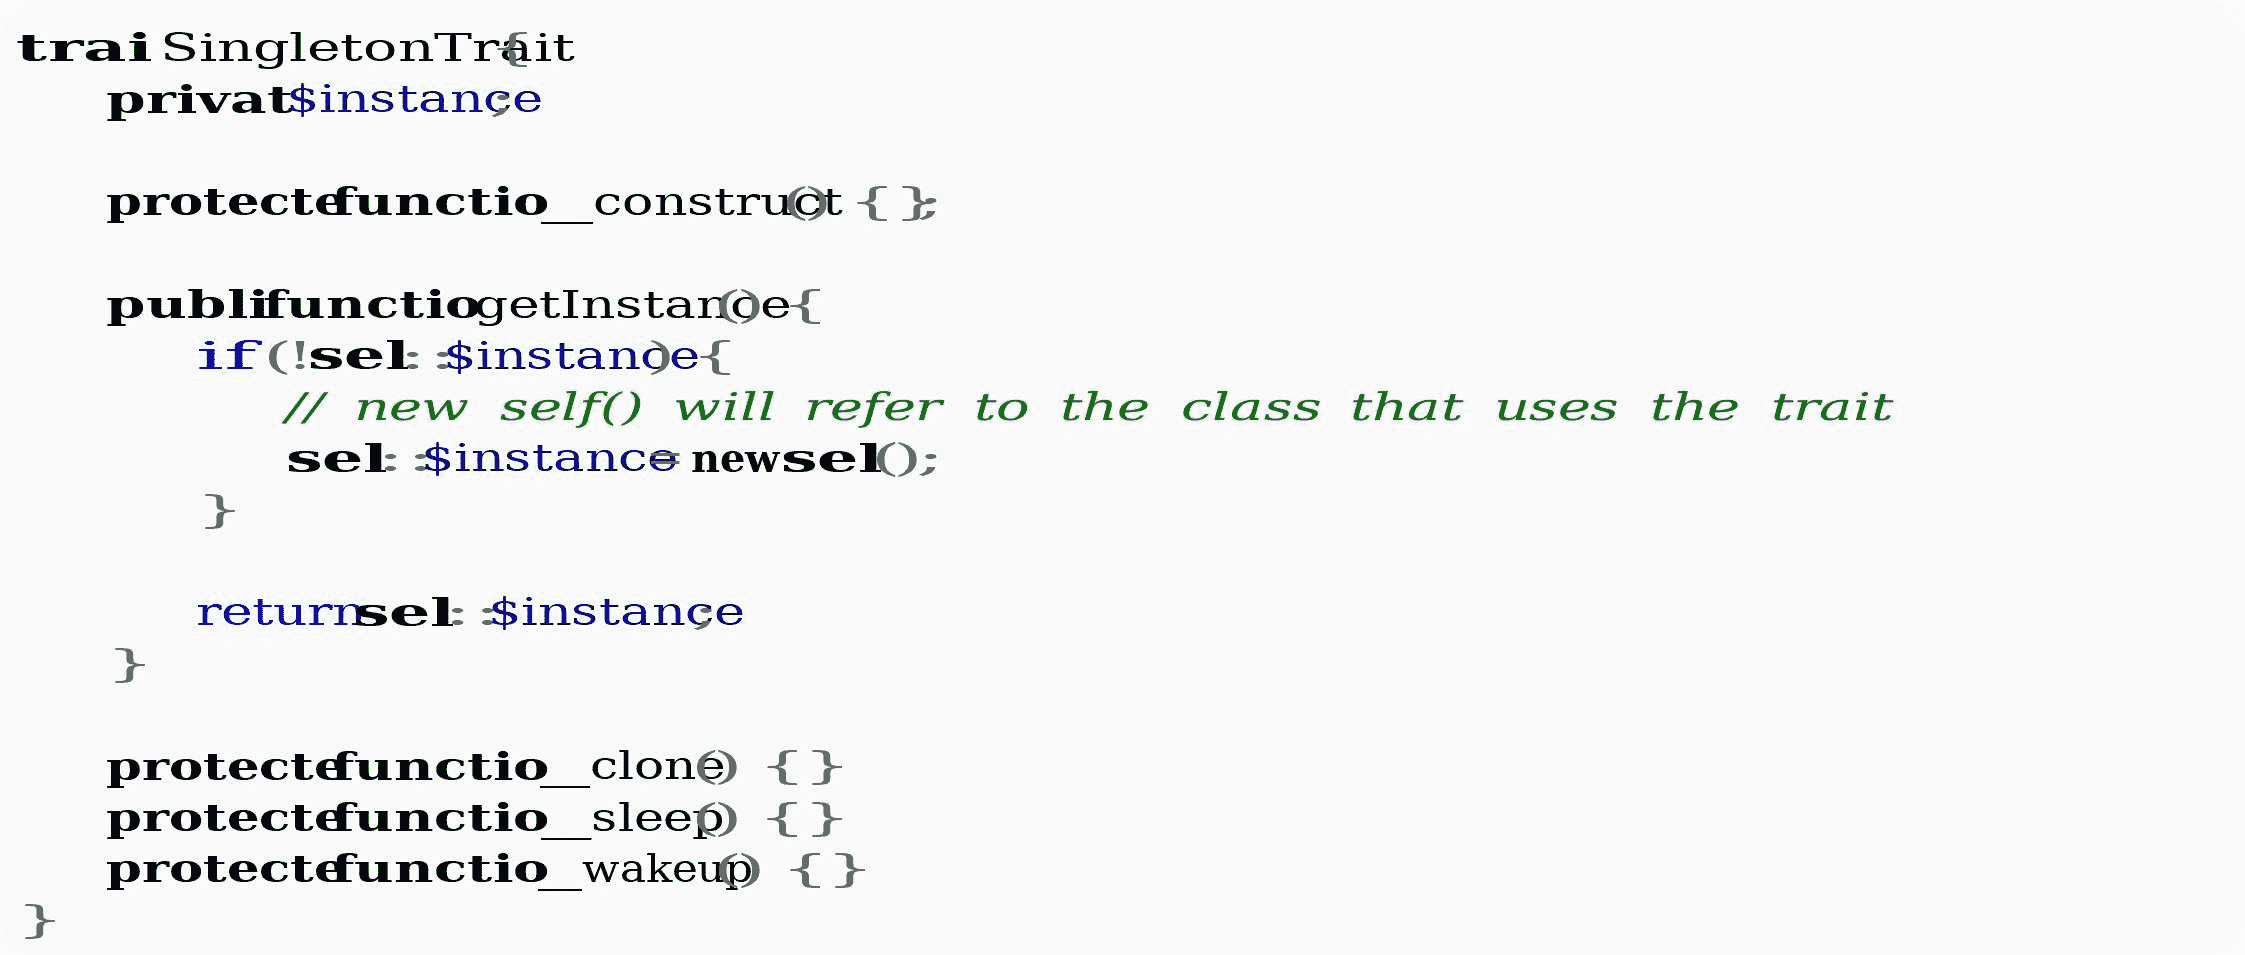 trai SingletonTrait {
privat $instance;
protecte functio __construct() {};
publi functio getInstance() {
if (!sel::$instance) {
// new self() will refer to the class that uses the trait
sel::$instance = new sel();
}
return sel::$instance;
}
protecte functio __clone() {}
protecte functio __sleep() {}
protecte functio __wakeup() {}
}